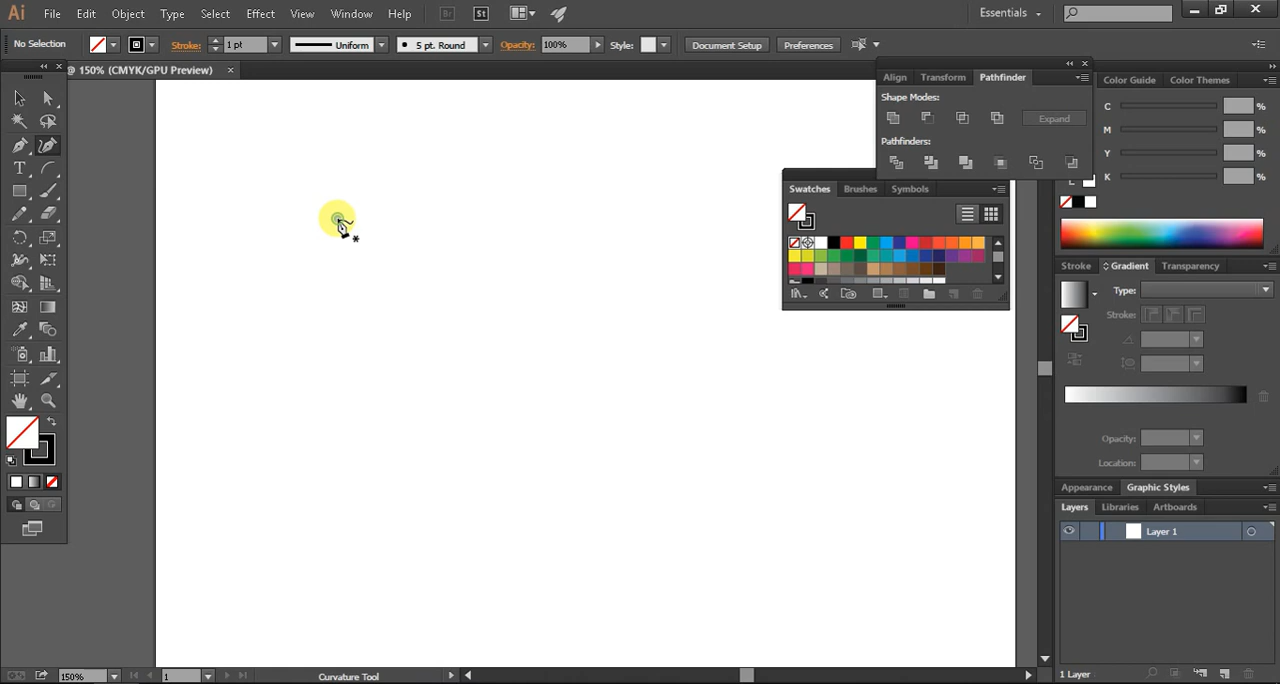 Ai File Edit Object Type Select Effect View Window Help Br St Essentials
No Selection Stroke: 1 pt Uniform 5 pt. Round Opacity: 100% Style: Document Setup Preferences
@ 150% (CMYK/GPU Preview)
Align Transform Pathfinder
Shape Modes:
Expand
Pathfinders:
Color Guide Color Themes
C %
M %
Y %
K %
Swatches Brushes Symbols
Stroke Gradient Transparency
Type:
Stroke:
Opacity:
Location:
Appearance Graphic Styles
Layers Libraries Artboards
Layer 1
150% 1 Curvature Tool
1 Layer